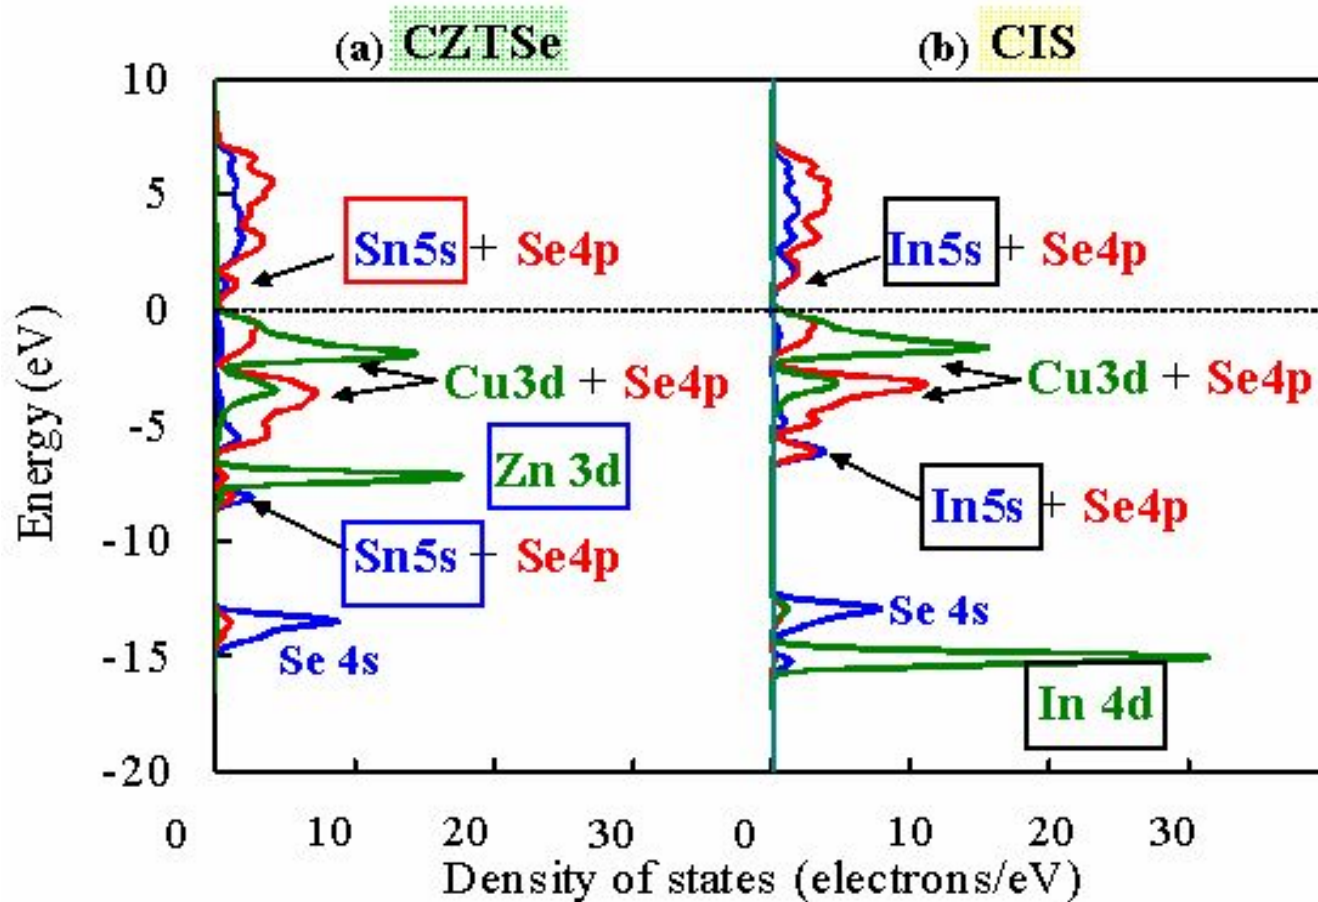 (a) CZTSe
(b) CIS
10
5
0
-5
-10
-15
-20
Energy (eV)
Sn5s + Se4p
In5s + Se4p
Cu3d + Se4p
Cu3d + Se4p
Zn 3d
In5s + Se4p
Sn5s + Se4p
Se 4s
Se 4s
In 4d
0 10 20 30 0 10 20 30
Density of states (electrons/eV)